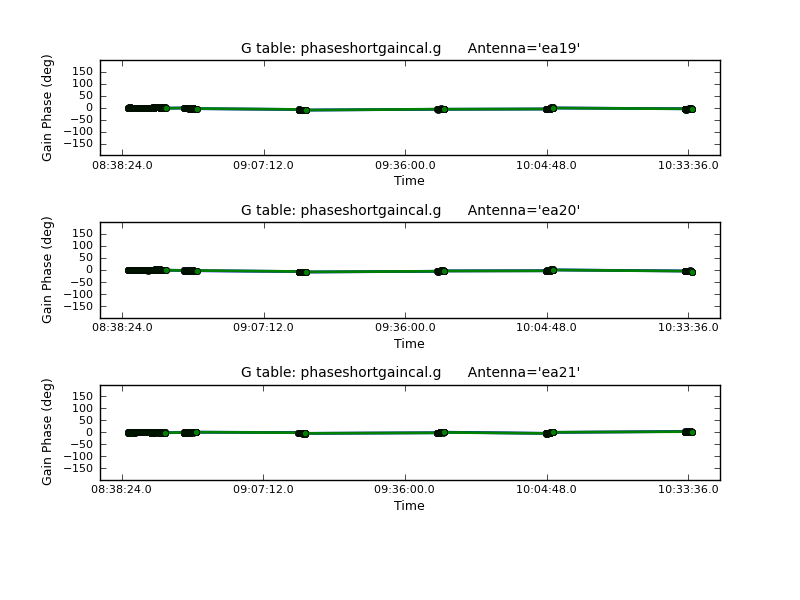 G table: phaseshortgaincal.g      Antenna='ea19'
Gain Phase (deg)
150
100
50
0
−50
−100
−150
08:38:24.0 09:07:12.0 09:36:00.0 10:04:48.0 10:33:36.0
Time
G table: phaseshortgaincal.g      Antenna='ea20'
Gain Phase (deg)
150
100
50
0
−50
−100
−150
08:38:24.0 09:07:12.0 09:36:00.0 10:04:48.0 10:33:36.0
Time
G table: phaseshortgaincal.g      Antenna='ea21'
Gain Phase (deg)
150
100
50
0
−50
−100
−150
08:38:24.0 09:07:12.0 09:36:00.0 10:04:48.0 10:33:36.0
Time